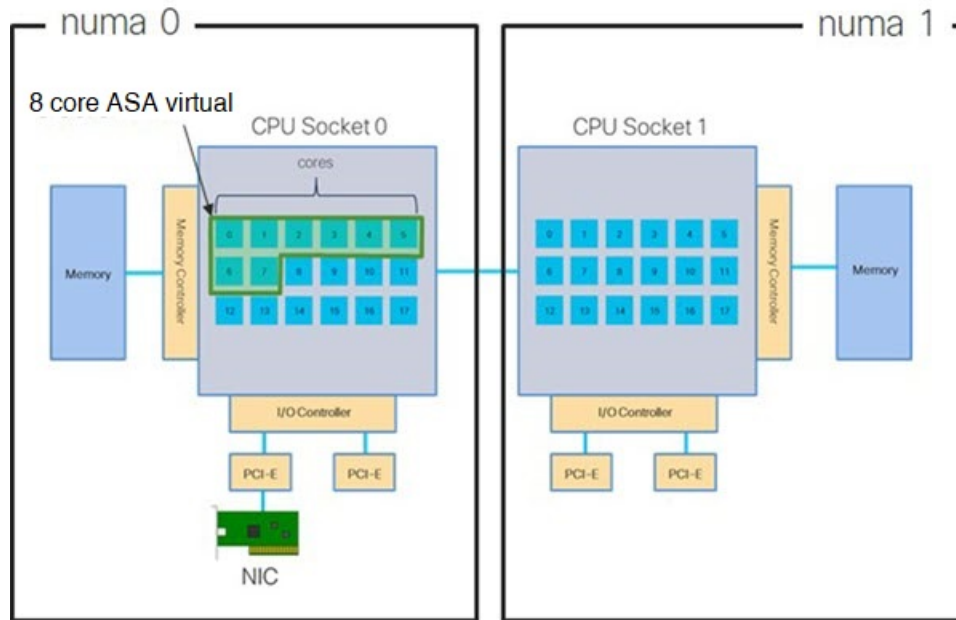 numa 0
numa 1
8 core ASA virtual
CPU Socket 0
CPU Socket 1
cores
Memory
Memory Controller
0 1 2 3 4 5
6 7 8 9 10 11
12 13 14 15 16 17
0 1 2 3 4 5
6 7 8 9 10 11
12 13 14 15 16 17
Memory Controller
Memory
I/O Controller
I/O Controller
PCI-E
PCI-E
PCI-E
PCI-E
NIC